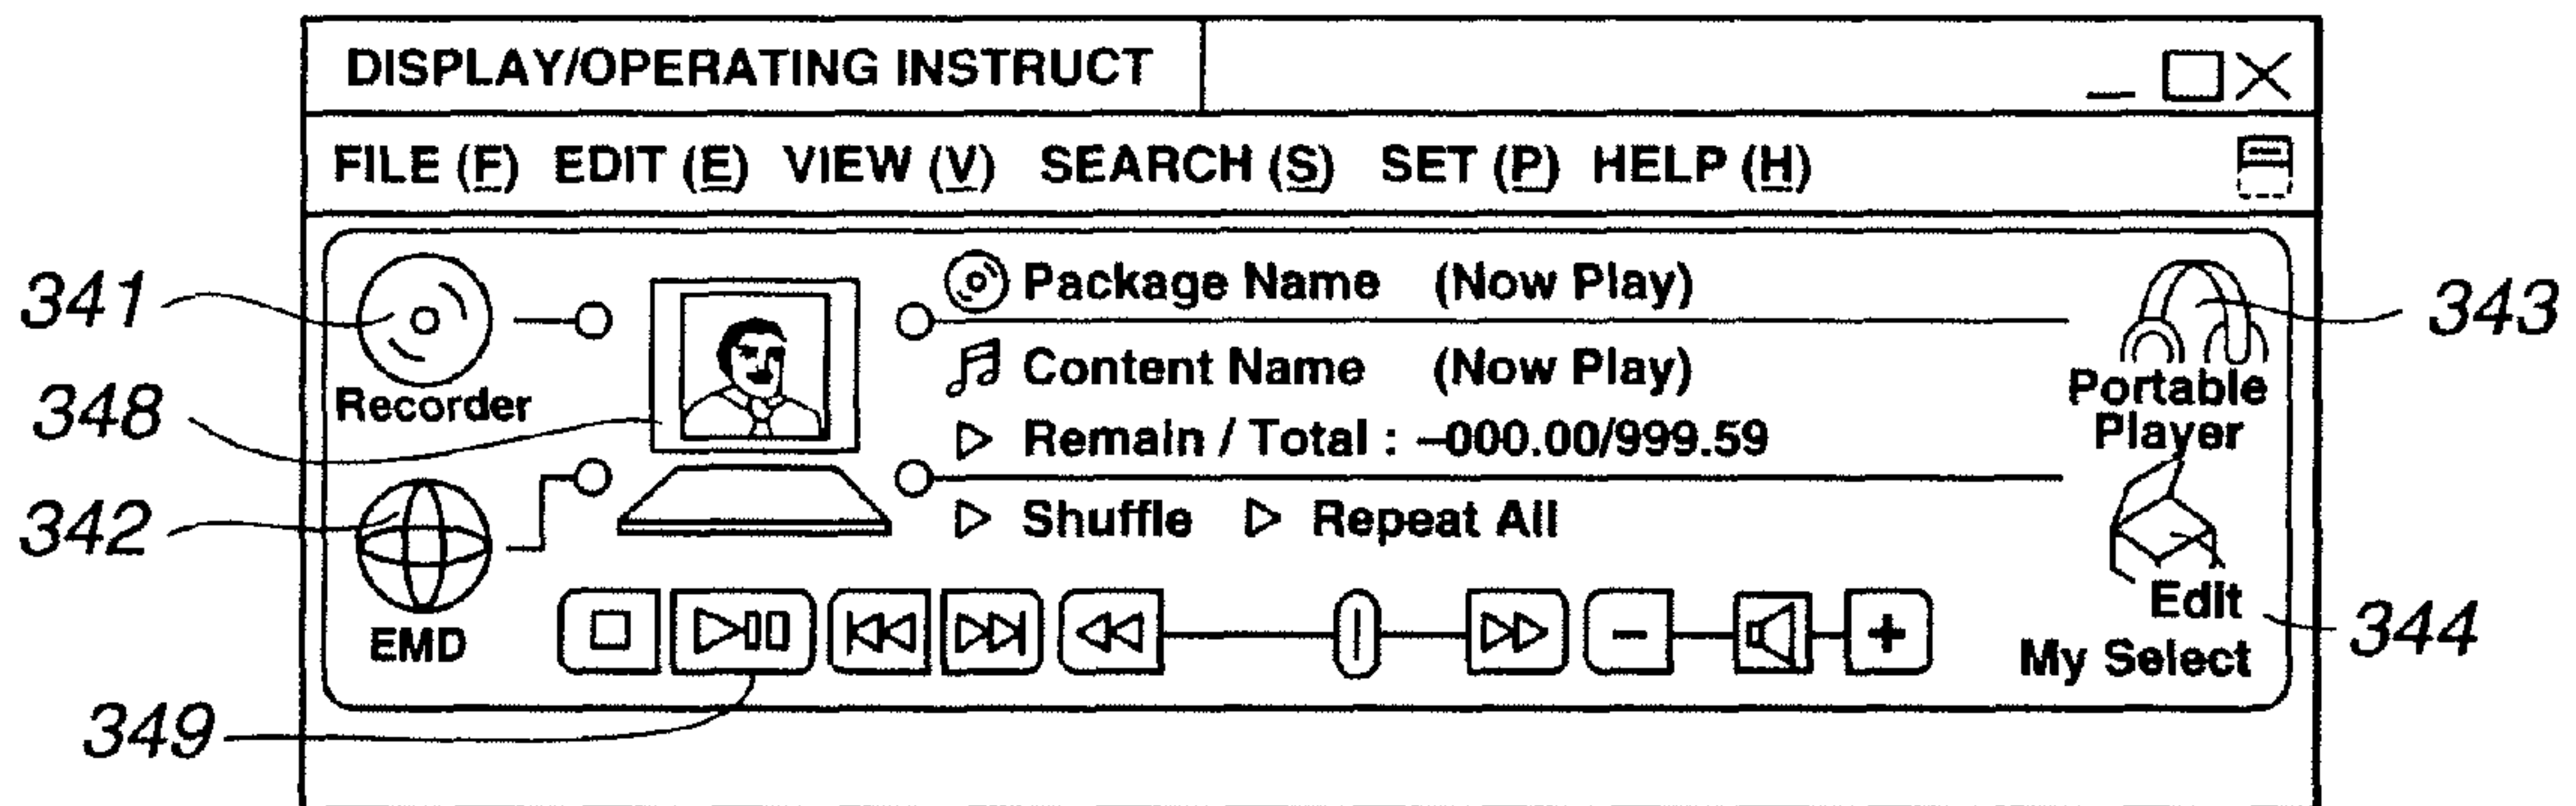 DISPLAY/OPERATING INSTRUCT
FILE (F) EDIT (E) VIEW (V) SEARCH (S) SET (P) HELP (H)
341
Recorder
348
342
EMD
349
Package Name (Now Play)
Content Name (Now Play)
Remain / Total : –000.00/999.59
Shuffle Repeat All
343
Portable
Player
Edit
344
My Select